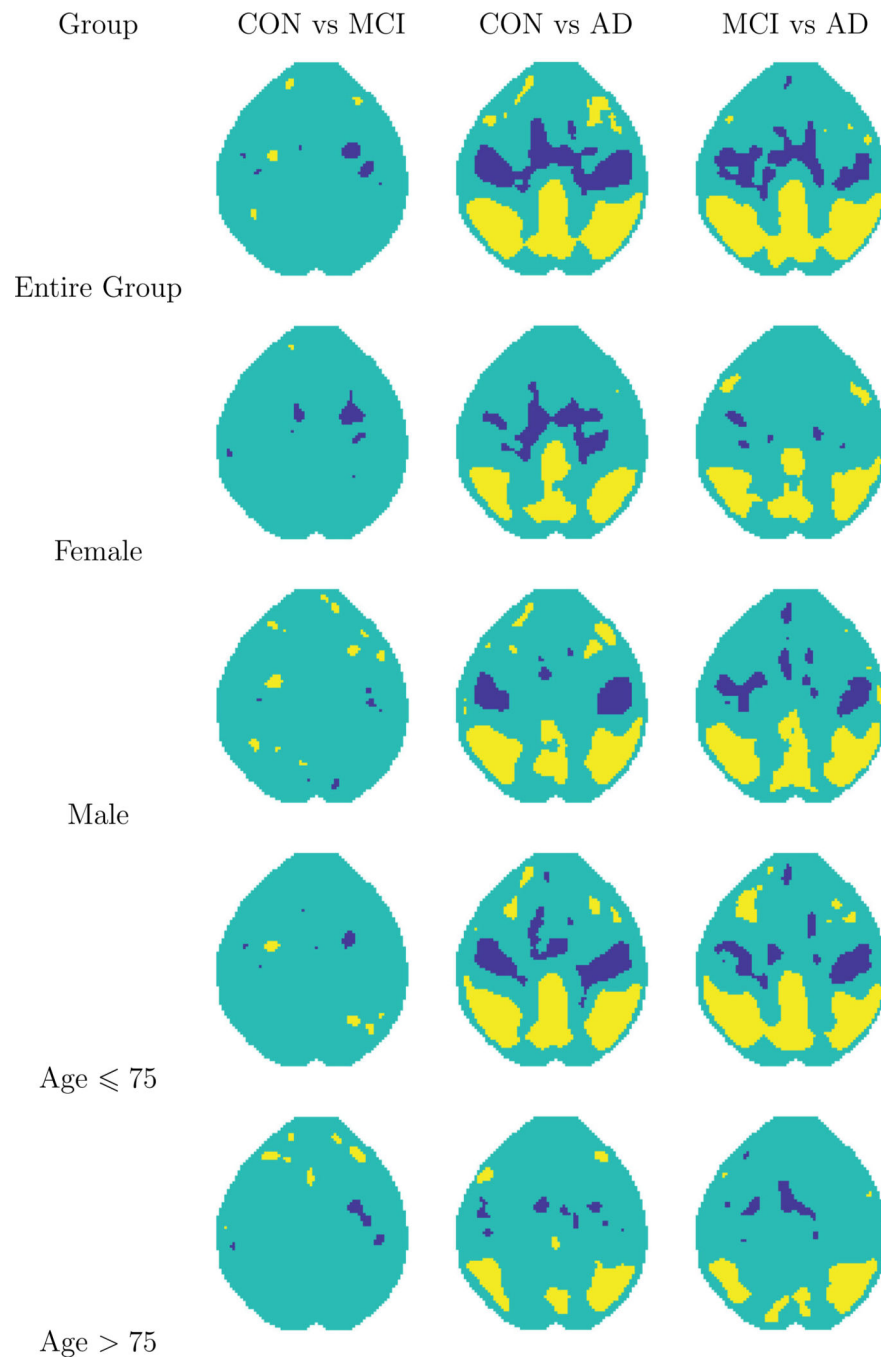 Group CON vs MCI CON vs AD MCI vs AD
Entire Group
Female
Male
Age ⩽ 75
Age > 75